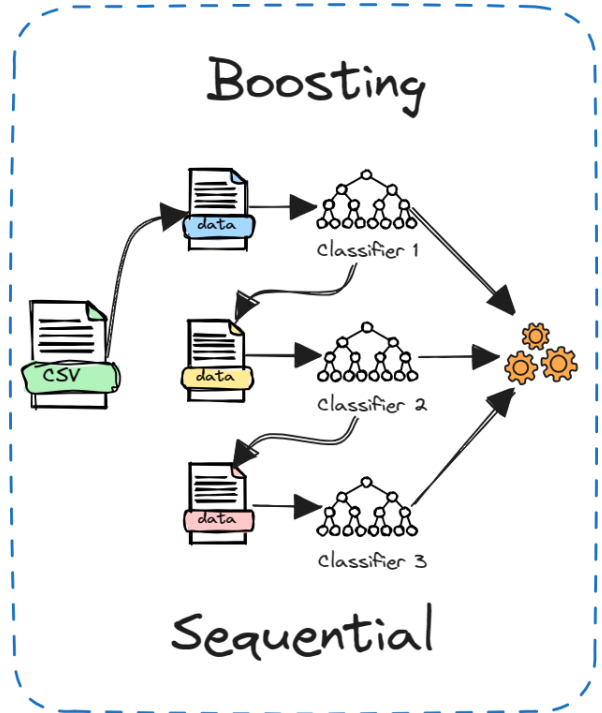 Boosting
data
Classifier 1
CSV
data
Classifier 2
data
Classifier 3
Sequential